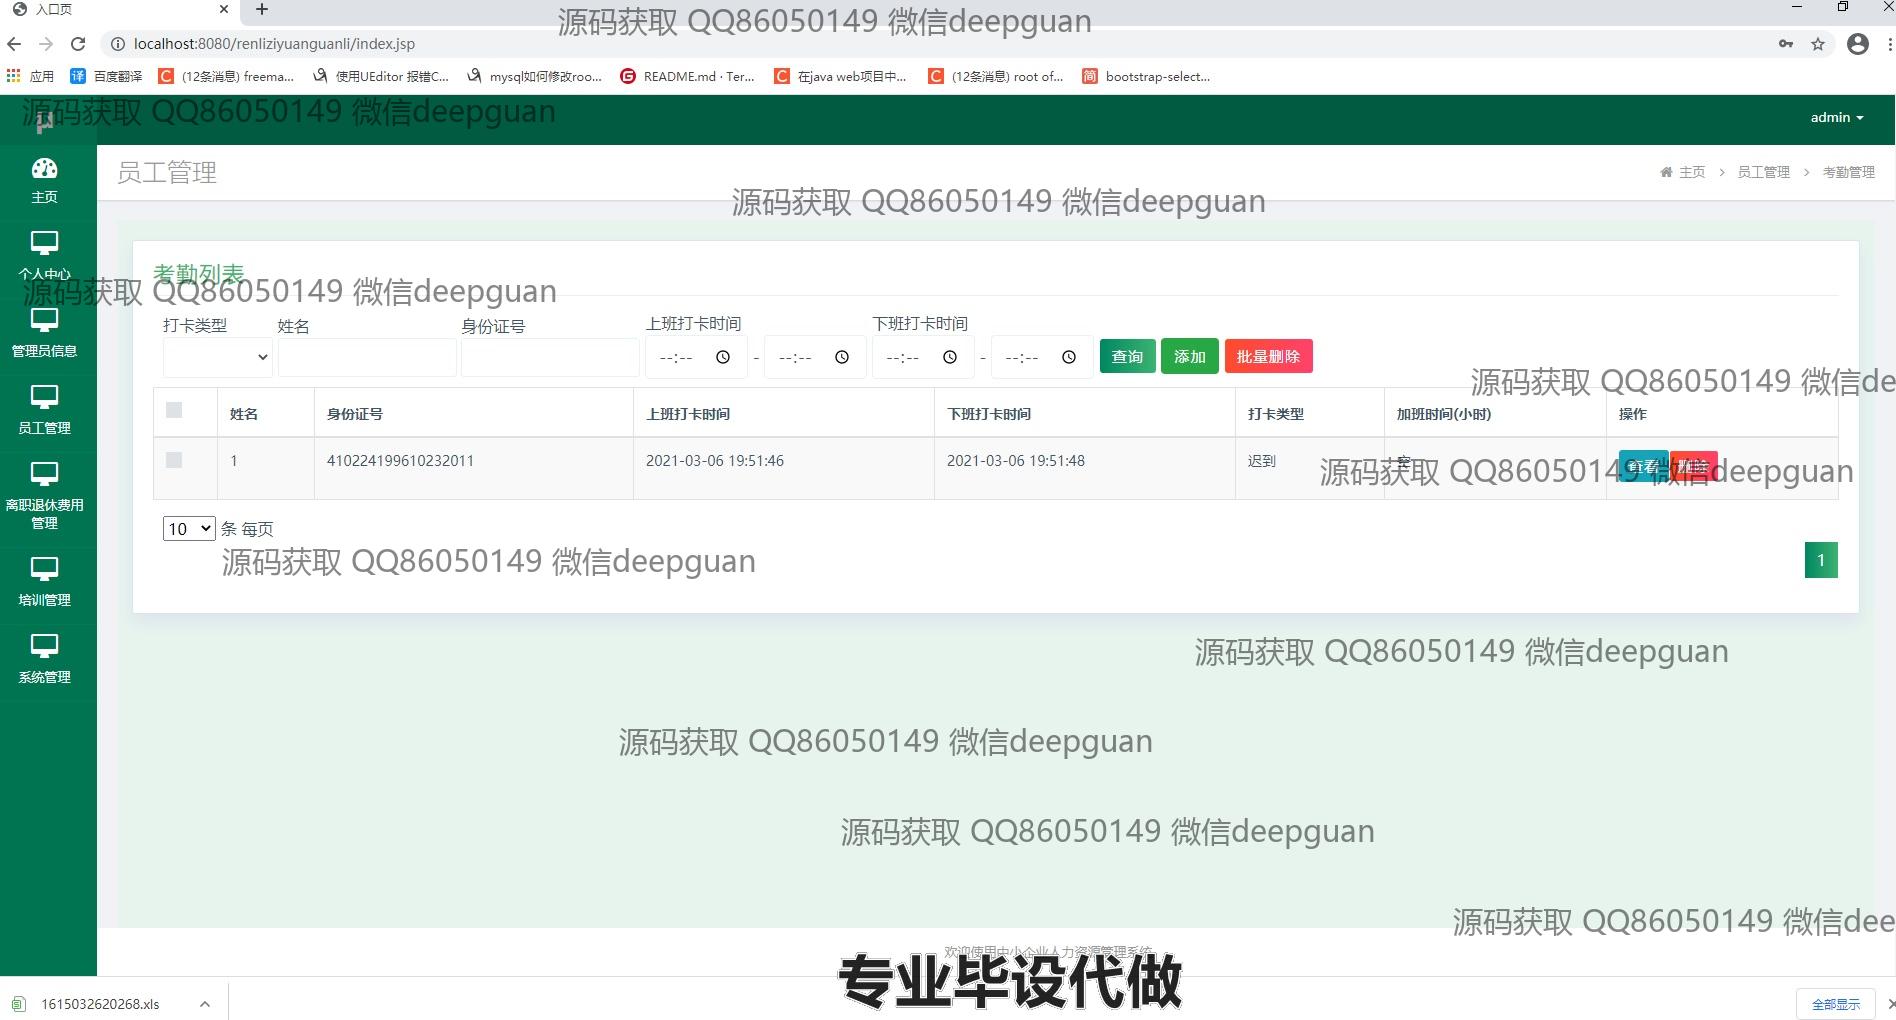 入口页
源码获取 QQ86050149 微信deepguan
localhost:8080/renliziyuanguanli/index.jsp
应用 百度翻译 (12条消息) freema... 使用UEditor 报错C... mysql如何修改roo... README.md · Ter... 在java web项目中... (12条消息) root of... bootstrap-select...
源码获取 QQ86050149 微信deepguan
admin
主页
员工管理
主页 > 员工管理 > 考勤管理
源码获取 QQ86050149 微信deepguan
个人中心
考勤列表
源码获取 QQ86050149 微信deepguan
管理员信息
打卡类型 姓名 身份证号 上班打卡时间 下班打卡时间
--:-- - --:-- --:-- - --:-- 查询 添加 批量删除
源码获取 QQ86050149 微信de
姓名 身份证号 上班打卡时间 下班打卡时间 打卡类型 加班时间(小时) 操作
员工管理
1 410224199610232011 2021-03-06 19:51:46 2021-03-06 19:51:48 迟到 空 查看 删除
源码获取 QQ86050149 微信deepguan
离职退休费用
管理
10 条 每页
源码获取 QQ86050149 微信deepguan
1
培训管理
源码获取 QQ86050149 微信deepguan
系统管理
源码获取 QQ86050149 微信deepguan
源码获取 QQ86050149 微信deepguan
源码获取 QQ86050149 微信dee
欢迎使用中小企业人力资源管理系统
专业毕设代做
1615032620268.xls
全部显示